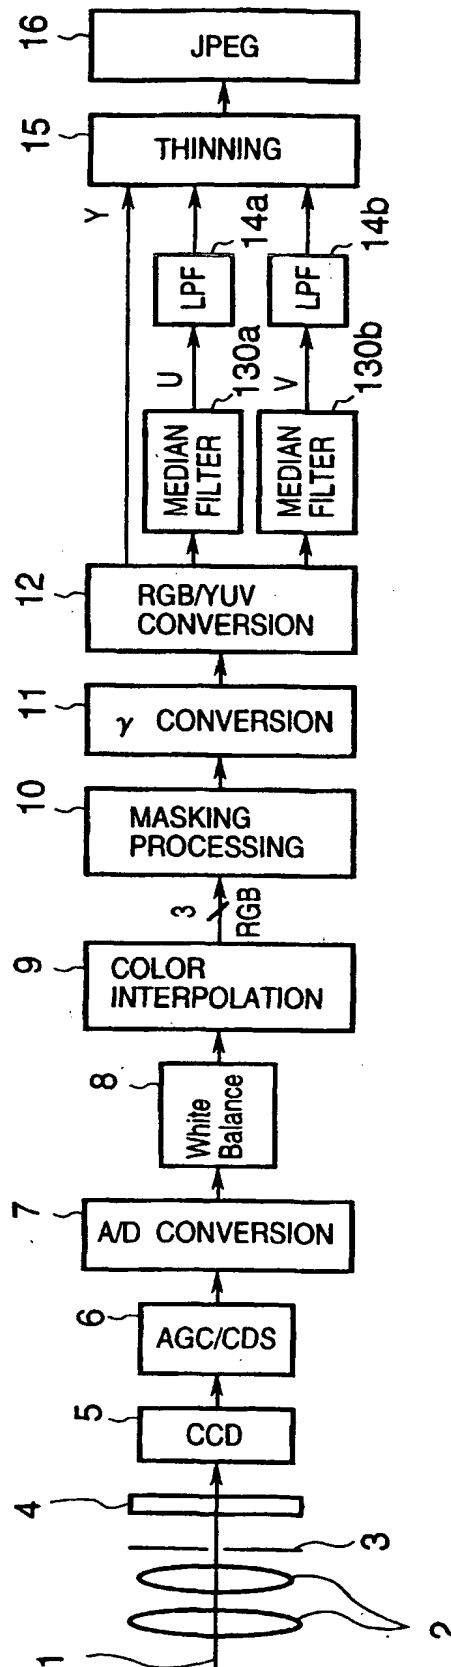 1
2
3
4
5
CCD
6
AGC/CDS
7
A/D CONVERSION
8
White
Balance
9
COLOR
INTERPOLATION
3
RGB
10
MASKING
PROCESSING
11
γ CONVERSION
12
RGB/YUV
CONVERSION
MEDIAN
FILTER
130a
U
LPF
14a
MEDIAN
FILTER
130b
V
LPF
14b
Y
15
THINNING
16
JPEG